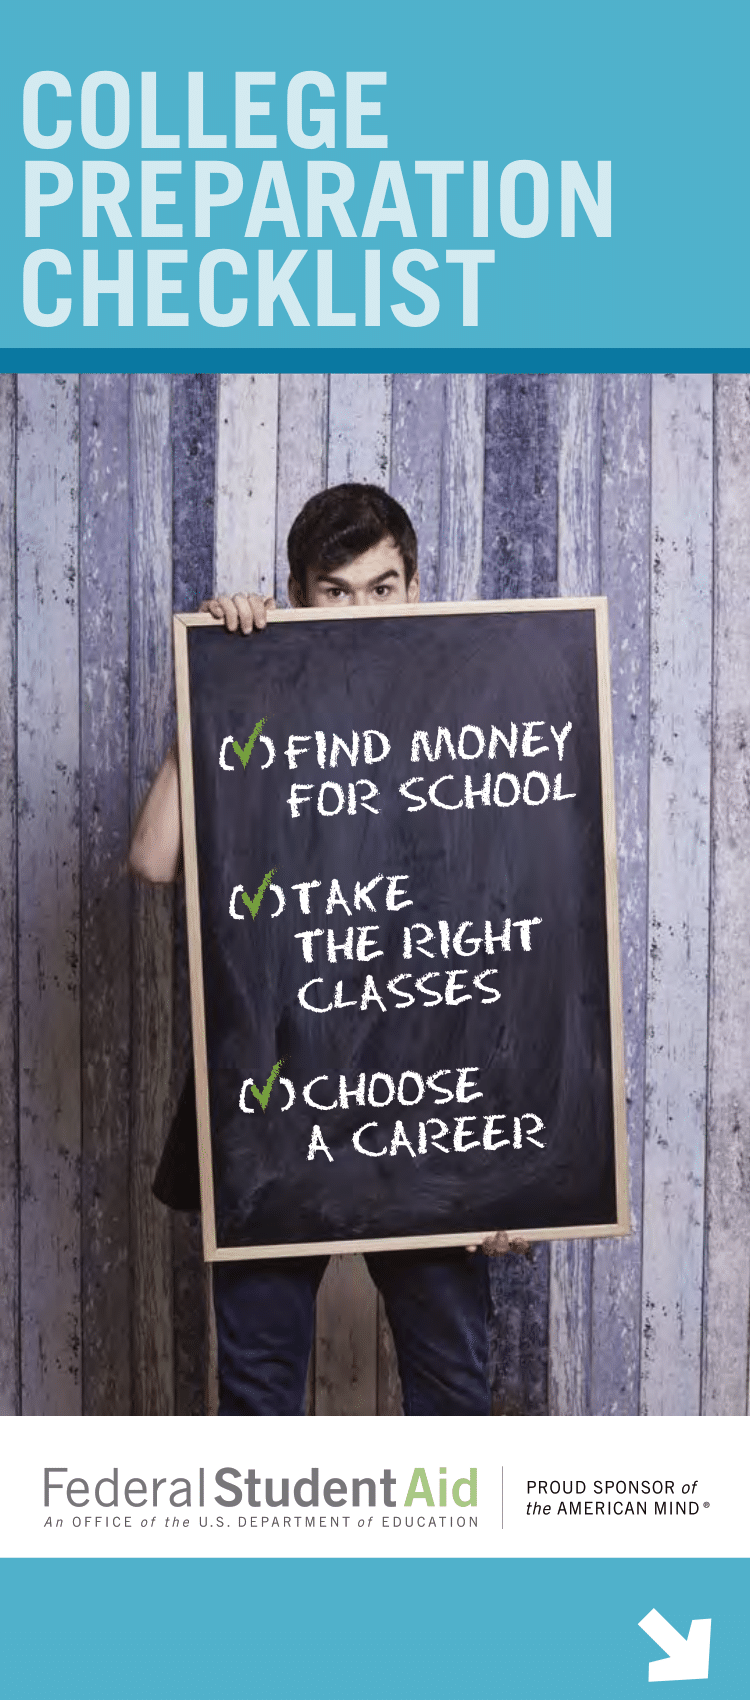 COLLEGE
PREPARATION
CHECKLIST
(✓) FIND MONEY
FOR SCHOOL
(✓) TAKE
THE RIGHT
CLASSES
(✓) CHOOSE
A CAREER
Federal Student Aid
An OFFICE of the U.S. DEPARTMENT of EDUCATION
PROUD SPONSOR of
the AMERICAN MIND®